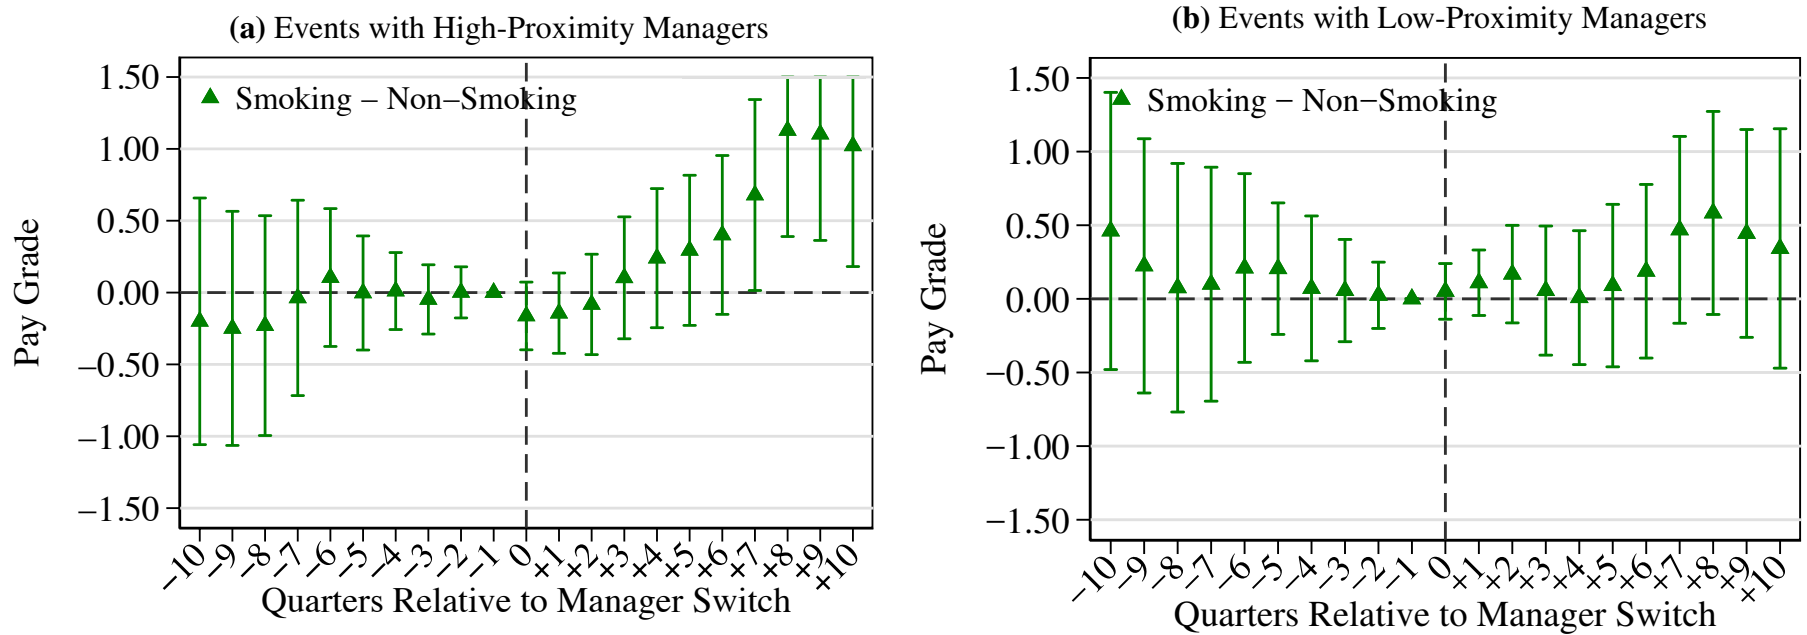 (a) Events with High-Proximity Managers
1.50
1.00
0.50
0.00
−0.50
−1.00
−1.50
Pay Grade
Smoking − Non−Smoking
−10 −9 −8 −7 −6 −5 −4 −3 −2 −1 0 +1 +2 +3 +4 +5 +6 +7 +8 +9 +10
Quarters Relative to Manager Switch
(b) Events with Low-Proximity Managers
1.50
1.00
0.50
0.00
−0.50
−1.00
−1.50
Pay Grade
Smoking − Non−Smoking
−10 −9 −8 −7 −6 −5 −4 −3 −2 −1 0 +1 +2 +3 +4 +5 +6 +7 +8 +9 +10
Quarters Relative to Manager Switch